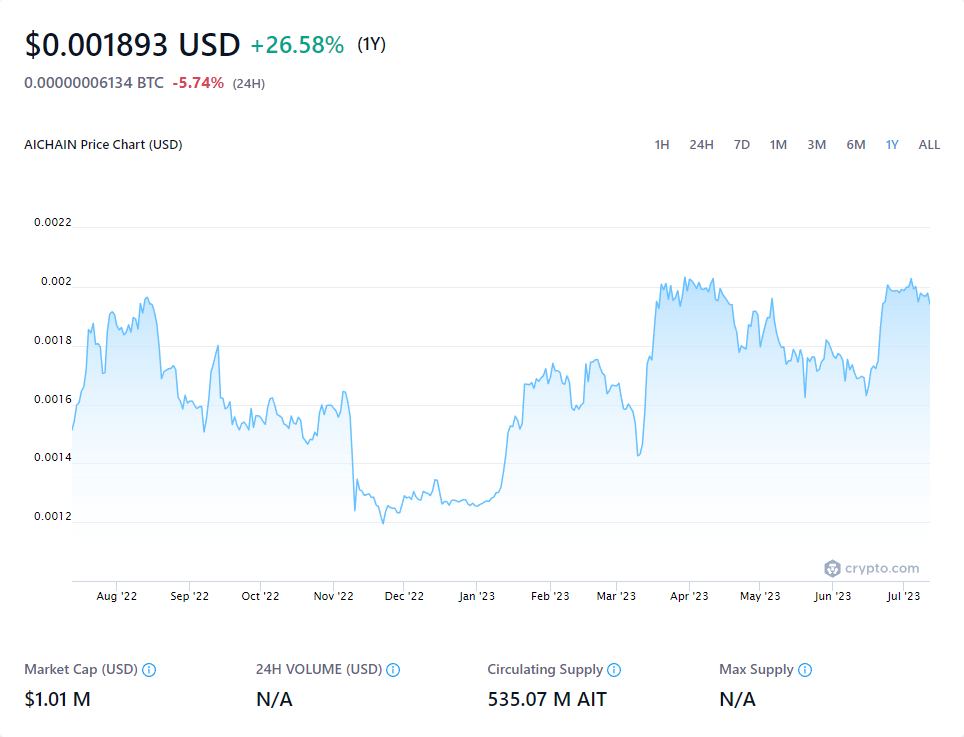 $0.001893 USD +26.58% (1Y)
0.00000006134 BTC -5.74% (24H)
AICHAIN Price Chart (USD) 1H 24H 7D 1M 3M 6M 1Y ALL
0.0022
0.002
0.0018
0.0016
0.0014
0.0012
crypto.com
Aug '22 Sep '22 Oct '22 Nov '22 Dec '22 Jan '23 Feb '23 Mar '23 Apr '23 May '23 Jun '23 Jul '23
Market Cap (USD) 24H VOLUME (USD) Circulating Supply Max Supply
$1.01 M N/A 535.07 M AIT N/A